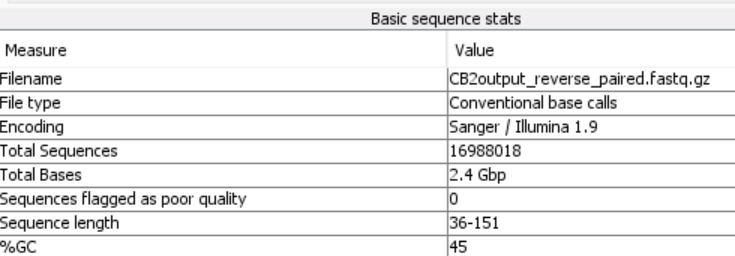 Basic sequence stats
Measure Value
Filename CB2output_reverse_paired.fastq.gz
File type Conventional base calls
Encoding Sanger / Illumina 1.9
Total Sequences 16988018
Total Bases 2.4 Gbp
Sequences flagged as poor quality 0
Sequence length 36-151
%GC 45